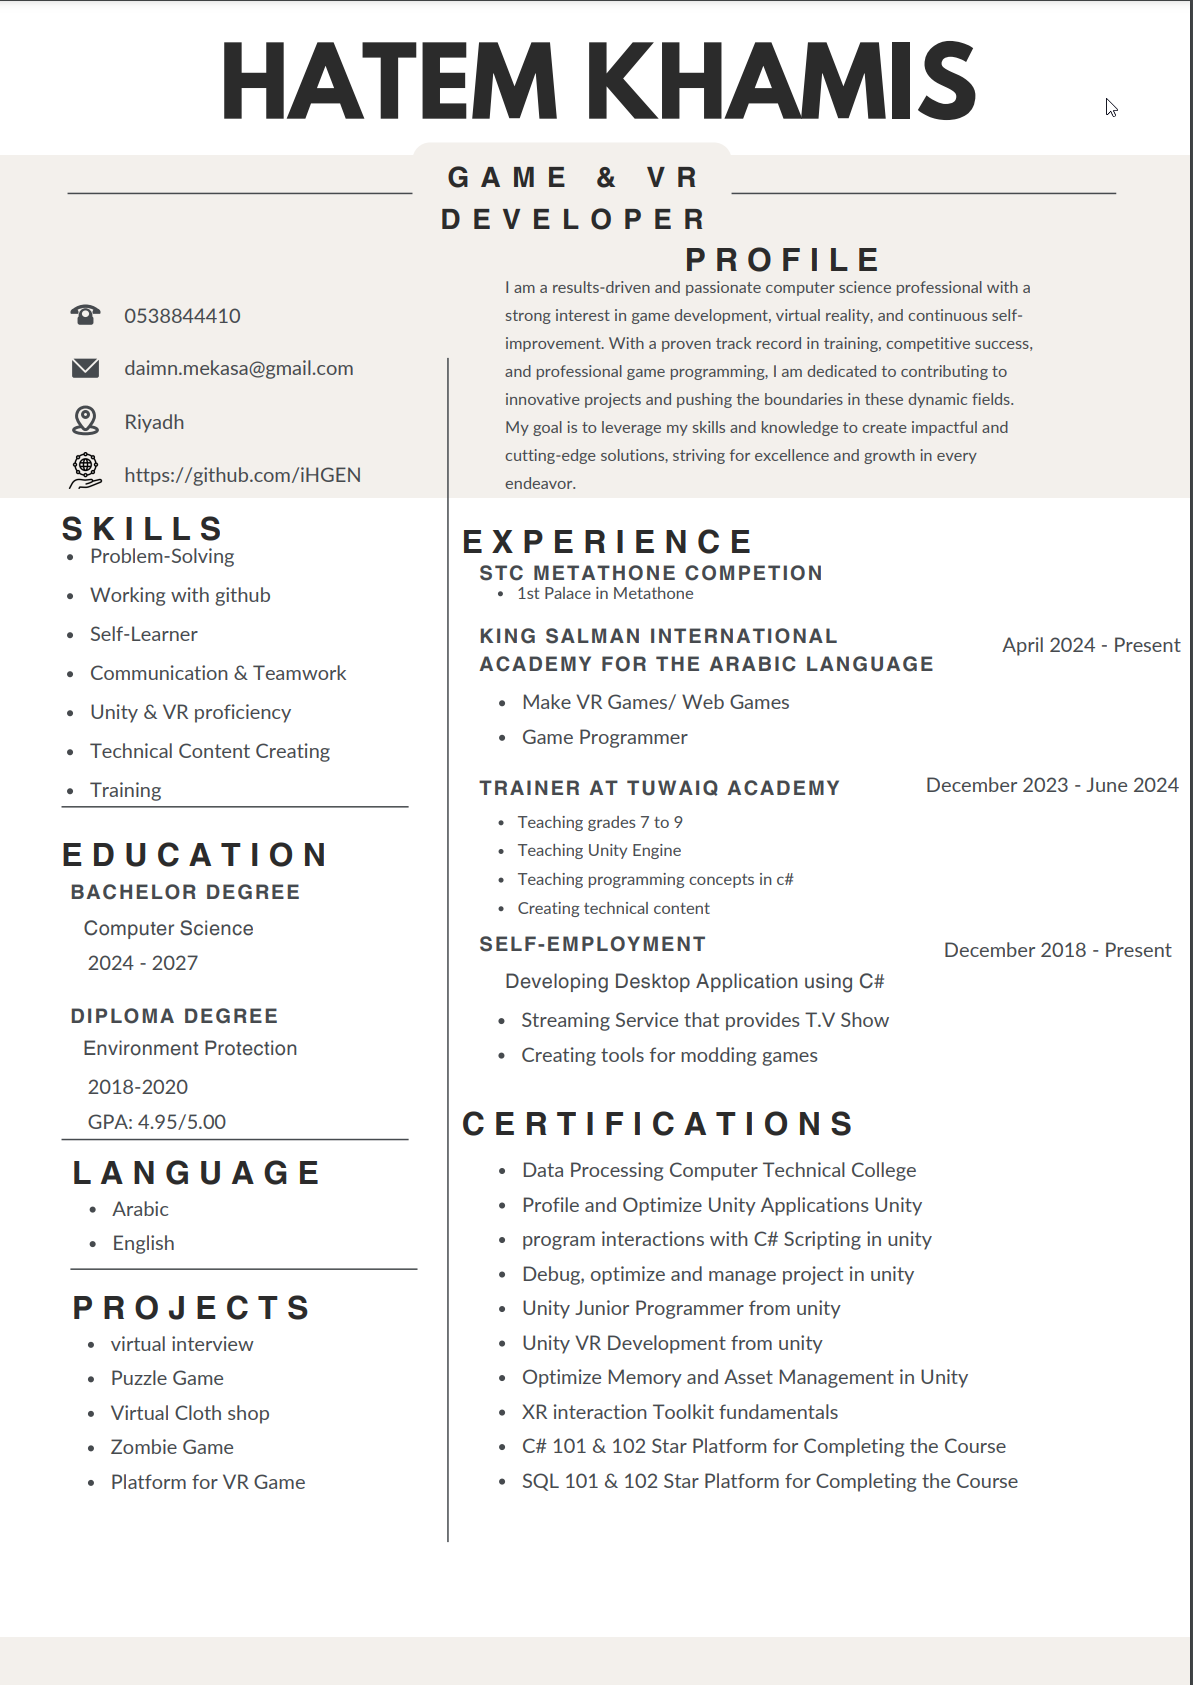 HATEM KHAMIS
GAME & VR
DEVELOPER
0538844410
daimn.mekasa@gmail.com
Riyadh
https://github.com/iHGEN
PROFILE
I am a results-driven and passionate computer science professional with a
strong interest in game development, virtual reality, and continuous self-
improvement. With a proven track record in training, competitive success,
and professional game programming, I am dedicated to contributing to
innovative projects and pushing the boundaries in these dynamic fields.
My goal is to leverage my skills and knowledge to create impactful and
cutting-edge solutions, striving for excellence and growth in every
endeavor.
SKILLS
• Problem-Solving
• Working with github
• Self-Learner
• Communication & Teamwork
• Unity & VR proficiency
• Technical Content Creating
• Training
EDUCATION
BACHELOR DEGREE
Computer Science
2024 - 2027
DIPLOMA DEGREE
Environment Protection
2018-2020
GPA: 4.95/5.00
LANGUAGE
• Arabic
• English
PROJECTS
• virtual interview
• Puzzle Game
• Virtual Cloth shop
• Zombie Game
• Platform for VR Game
EXPERIENCE
STC METATHONE COMPETION
• 1st Palace in Metathone
KING SALMAN INTERNATIONAL
ACADEMY FOR THE ARABIC LANGUAGE
April 2024 - Present
• Make VR Games/ Web Games
• Game Programmer
TRAINER AT TUWAIQ ACADEMY
December 2023 - June 2024
• Teaching grades 7 to 9
• Teaching Unity Engine
• Teaching programming concepts in c#
• Creating technical content
SELF-EMPLOYMENT
December 2018 - Present
Developing Desktop Application using C#
• Streaming Service that provides T.V Show
• Creating tools for modding games
CERTIFICATIONS
• Data Processing Computer Technical College
• Profile and Optimize Unity Applications Unity
• program interactions with C# Scripting in unity
• Debug, optimize and manage project in unity
• Unity Junior Programmer from unity
• Unity VR Development from unity
• Optimize Memory and Asset Management in Unity
• XR interaction Toolkit fundamentals
• C# 101 & 102 Star Platform for Completing the Course
• SQL 101 & 102 Star Platform for Completing the Course